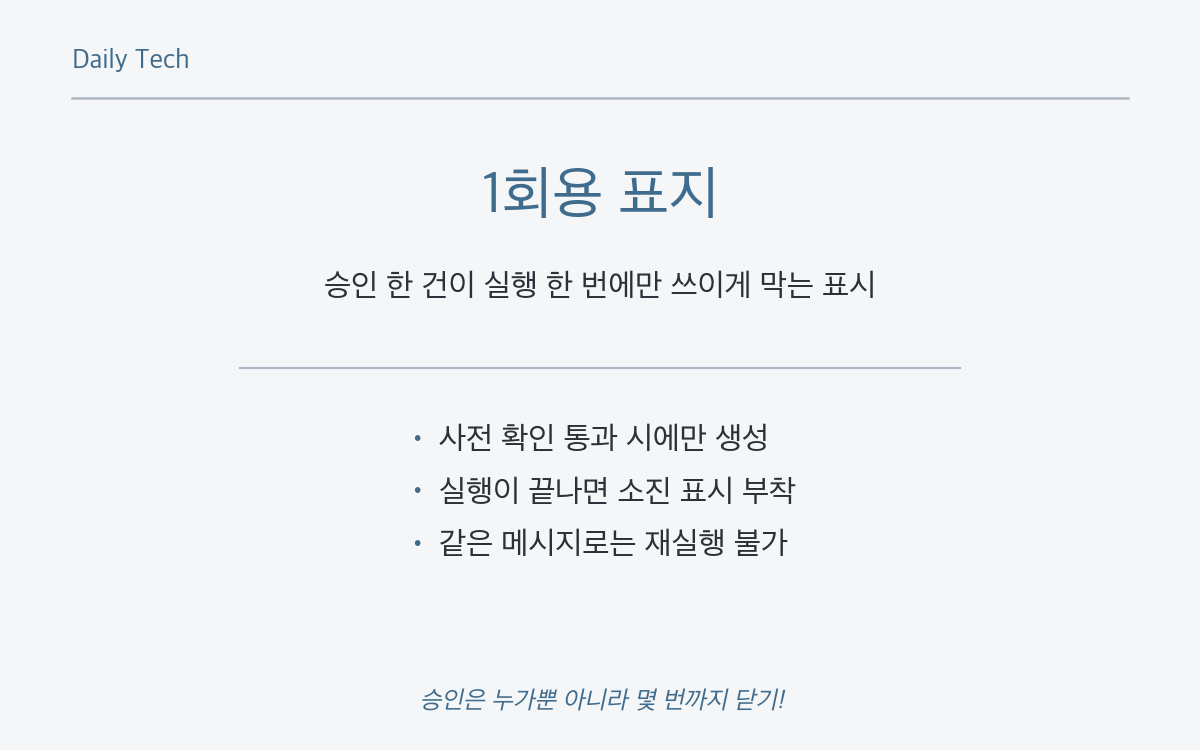 Daily Tech
1회용 표지
승인 한 건이 실행 한 번에만 쓰이게 막는 표시
• 사전 확인 통과 시에만 생성
• 실행이 끝나면 소진 표시 부착
• 같은 메시지로는 재실행 불가
승인은 누가뿐 아니라 몇 번까지 닫기!